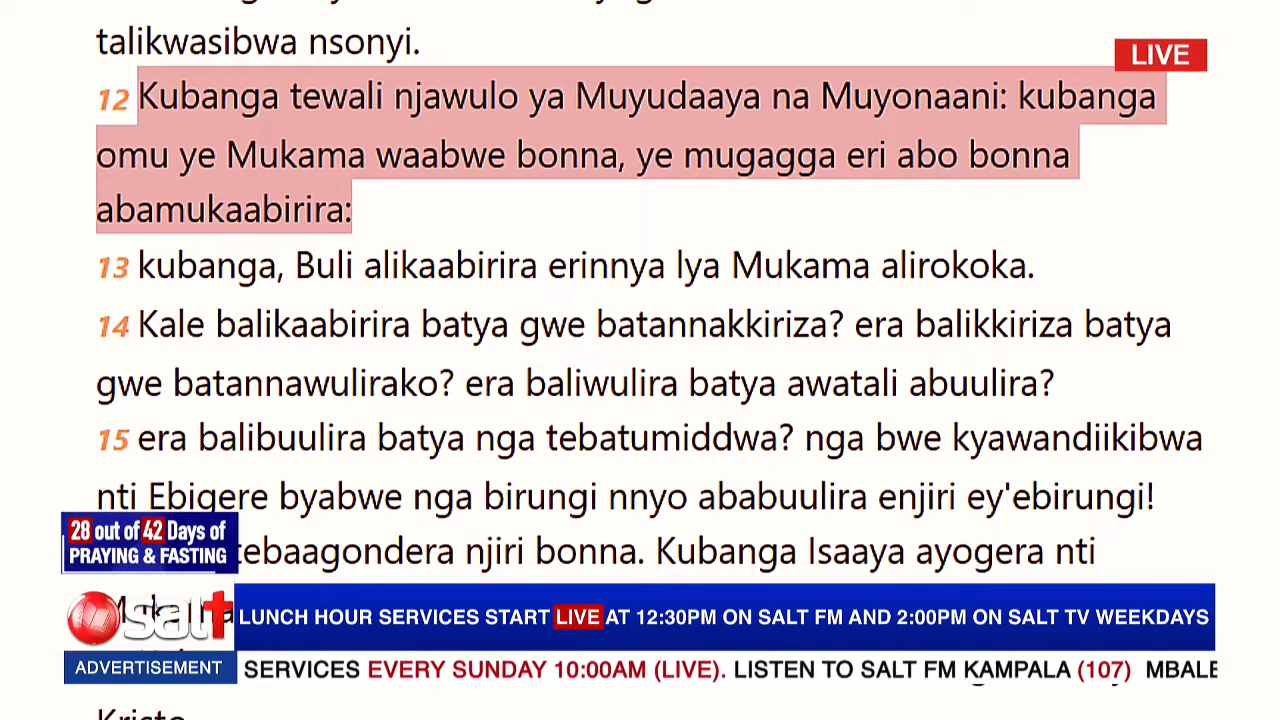 talikwasibwa nsonyi.
LIVE
12 Kubanga tewali njawulo ya Muyudaaya na Muyonaani: kubanga
omu ye Mukama waabwe bonna, ye mugagga eri abo bonna
abamukaabirira:
13 kubanga, Buli alikaabirira erinnya lya Mukama alirokoka.
14 Kale balikaabirira batya gwe batannakkiriza? era balikkiriza batya
gwe batannawulirako? era baliwulira batya awatali abuulira?
15 era balibuulira batya nga tebatumiddwa? nga bwe kyawandiikibwa
nti Ebigere byabwe nga birungi nnyo ababuulira enjiri ey'ebirungi!
28 out of 42 Days of
PRAYING & FASTING
tebaagondera njiri bonna. Kubanga Isaaya ayogera nti
salt
LUNCH HOUR SERVICES START LIVE AT 12:30PM ON SALT FM AND 2:00PM ON SALT TV WEEKDAYS
ADVERTISEMENT
SERVICES EVERY SUNDAY 10:00AM (LIVE). LISTEN TO SALT FM KAMPALA (107) MBALE
Kristo